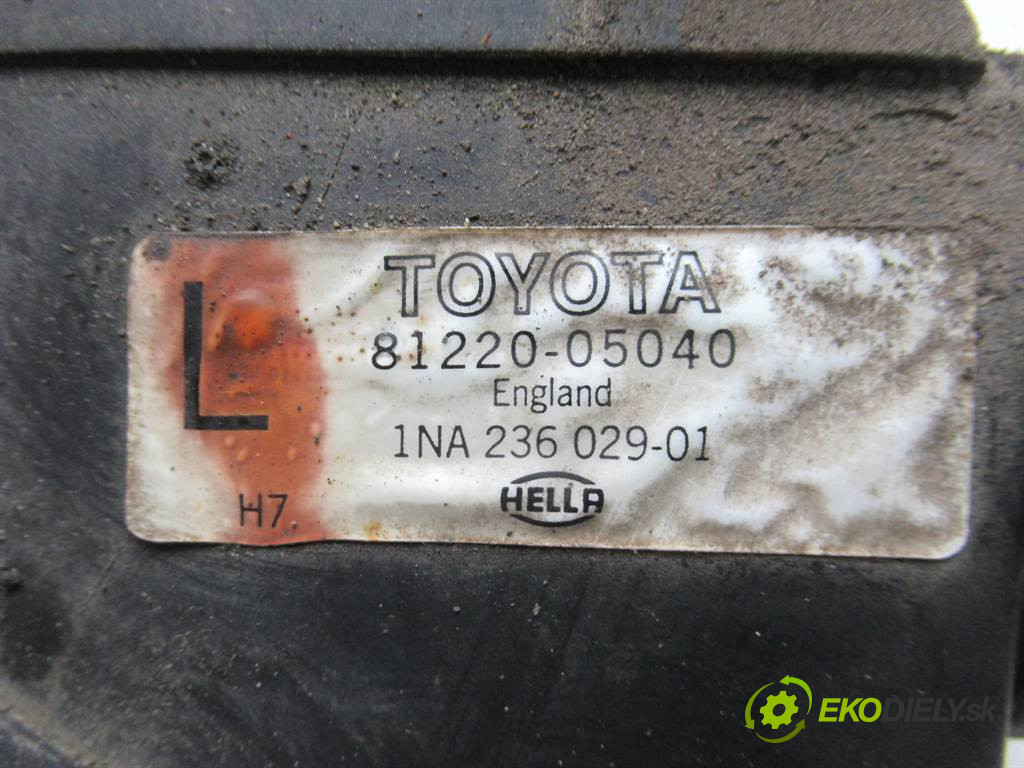 L
TOYOTA
81220-05040
England
1NA 236 029-01
H7
HELLA
EKODIELY.sk